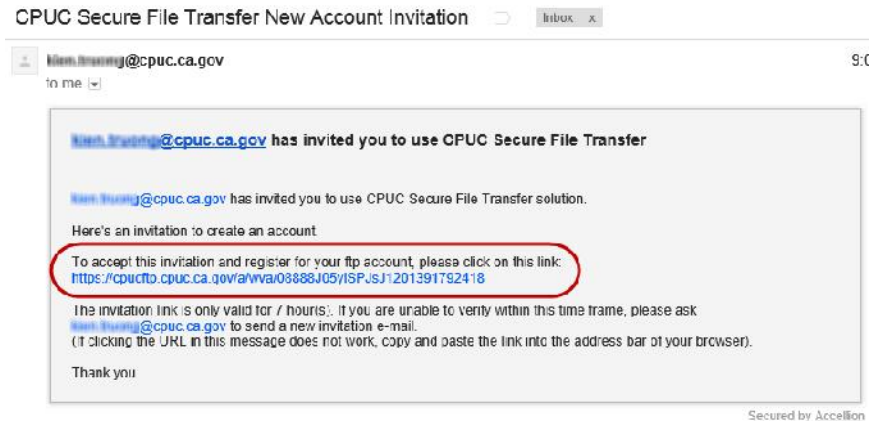 CPUC Secure File Transfer New Account Invitation
Inbox x
@cpuc.ca.gov
9:0
to me
@cpuc.ca.gov has invited you to use CPUC Secure File Transfer
@cpuc.ca.gov has invited you to use CPUC Secure File Transfer solution.
Here's an invitation to create an account.
To accept this invitation and register for your ftp account, please click on this link:
https://cpucftp.cpuc.ca.gov/a/wva/08888J05yISPJsJ1201391792418
The invitation link is only valid for 7 hour(s). If you are unable to verify within this time frame, please ask
@cpuc.ca.gov to send a new invitation e-mail.
(If clicking the URL in this message does not work, copy and paste the link into the address bar of your browser).
Thank you
Secured by Accellion